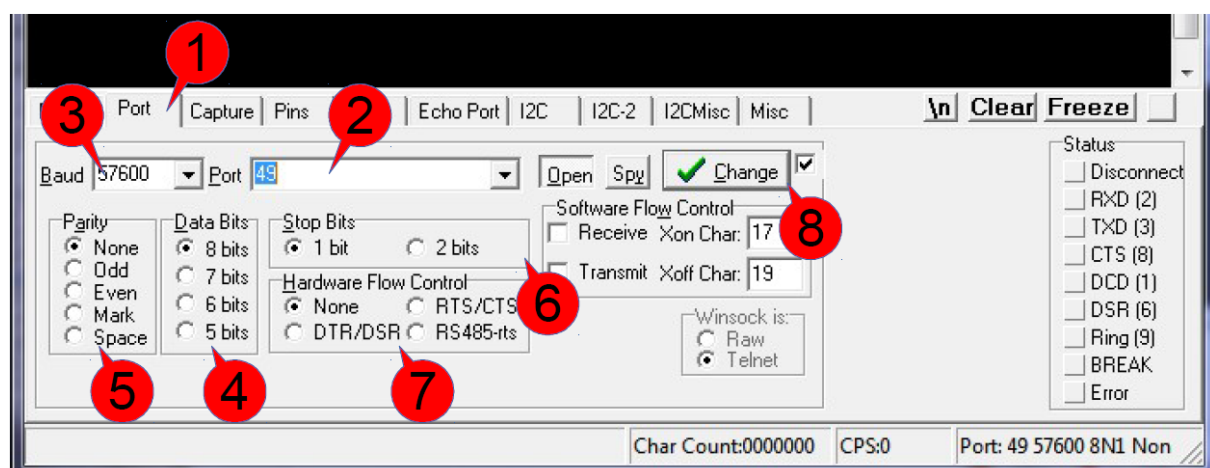 1
3
Port
Capture
Pins
2
Echo Port
I2C
I2C-2
I2CMisc
Misc
\n
Clear
Freeze
Baud
57600
Port
49
Open
Spy
Change
8
Status
Disconnect
RXD (2)
TXD (3)
CTS (8)
DCD (1)
DSR (6)
Ring (9)
BREAK
Error
Parity
None
Odd
Even
Mark
Space
5
Data Bits
8 bits
7 bits
6 bits
5 bits
4
Stop Bits
1 bit
2 bits
6
Hardware Flow Control
None
RTS/CTS
DTR/DSR
RS485-rts
7
Software Flow Control
Receive
Xon Char:
17
Transmit
Xoff Char:
19
Winsock is:
Raw
Telnet
Char Count:0000000
CPS:0
Port: 49 57600 8N1 Non